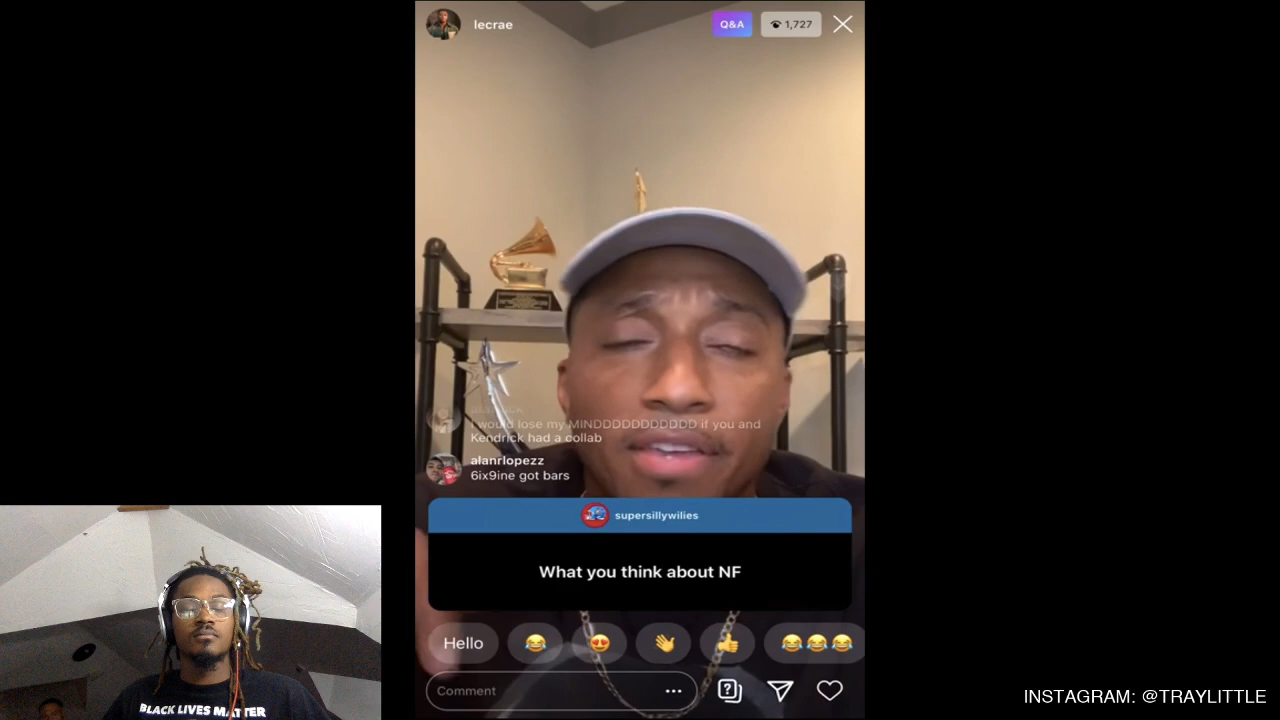 lecrae
Q&A
1,727
I would lose my MINDDDDDDDDDDD if you and
Kendrick had a collab
alanrlopezz
6ix9ine got bars
supersillywilies
What you think about NF
Hello
Comment
BLACK LIVES MATTER
INSTAGRAM: @TRAYLITTLE